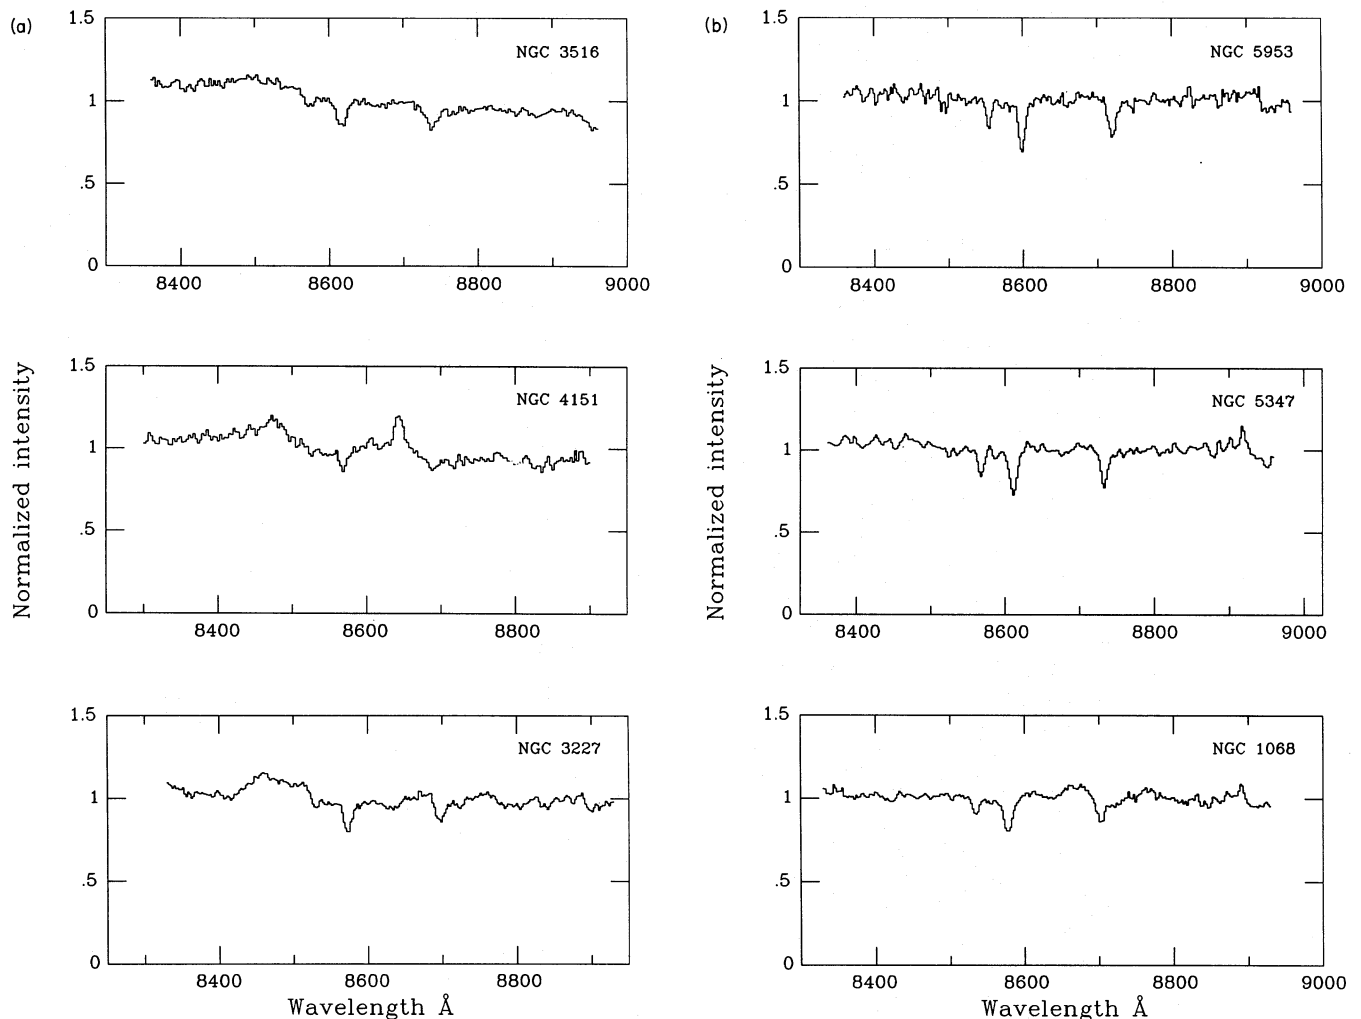 (a)
1.5
NGC 3516
1
.5
0
8400 8600 8800 9000
1.5
NGC 4151
1
.5
0
8400 8600 8800
Normalized intensity
1.5
NGC 3227
1
.5
0
8400 8600 8800
Wavelength Å
(b)
1.5
NGC 5953
1
.5
0
8400 8600 8800 9000
1.5
NGC 5347
1
.5
0
8400 8600 8800 9000
Normalized intensity
1.5
NGC 1068
1
.5
0
8400 8600 8800 9000
Wavelength Å